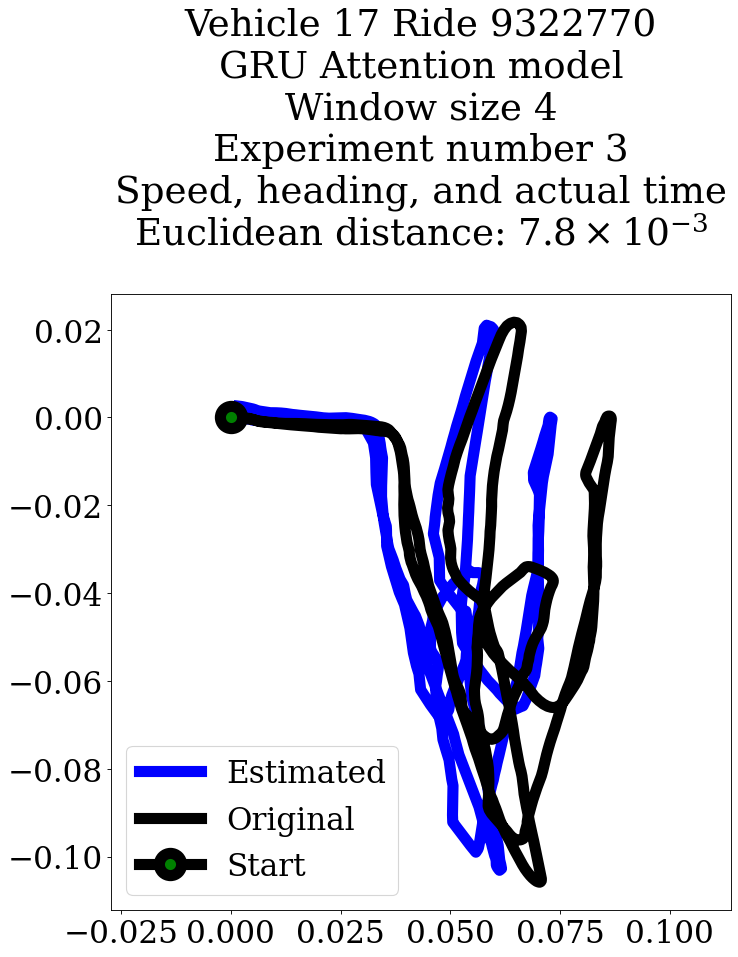 Vehicle 17 Ride 9322770
GRU Attention model
Window size 4
Experiment number 3
Speed, heading, and actual time
Euclidean distance: 7.8 × 10⁻³
0.02
0.00
−0.02
−0.04
−0.06
−0.08
−0.10
Estimated
Original
Start
−0.025 0.000 0.025 0.050 0.075 0.100